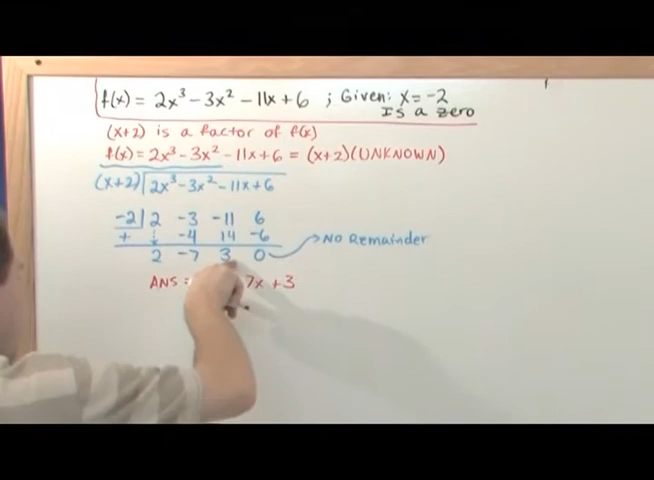 f(x) = 2x³ - 3x² - 11x + 6 ; Given: x = -2
Is a zero
(x+2) is a factor of f(x)
f(x) = 2x³ - 3x² - 11x + 6 = (x+2)(UNKNOWN)
(x+2) 2x³ - 3x² - 11x + 6
-2 | 2 -3 -11 6
+ ↓ -4 14 -6
2 -7 3 0 → No Remainder
ANS = 7x + 3